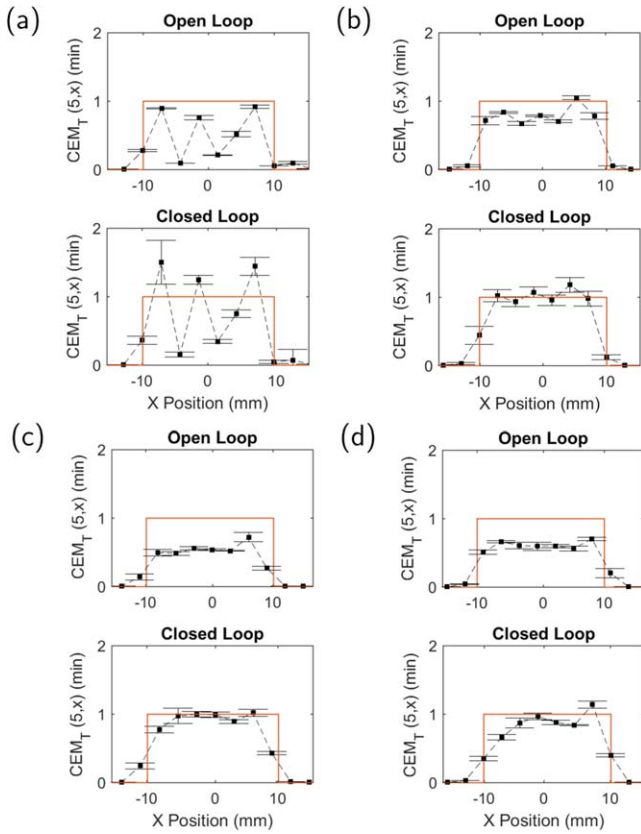 (a)
Open Loop
CEM_T (5,x) (min)
2
1
0
-10 0 10
Closed Loop
CEM_T (5,x) (min)
2
1
0
-10 0 10
X Position (mm)
(b)
Open Loop
CEM_T (5,x) (min)
2
1
0
-10 0 10
Closed Loop
CEM_T (5,x) (min)
2
1
0
-10 0 10
X Position (mm)
(c)
Open Loop
CEM_T (5,x) (min)
2
1
0
-10 0 10
Closed Loop
CEM_T (5,x) (min)
2
1
0
-10 0 10
X Position (mm)
(d)
Open Loop
CEM_T (5,x) (min)
2
1
0
-10 0 10
Closed Loop
CEM_T (5,x) (min)
2
1
0
-10 0 10
X Position (mm)